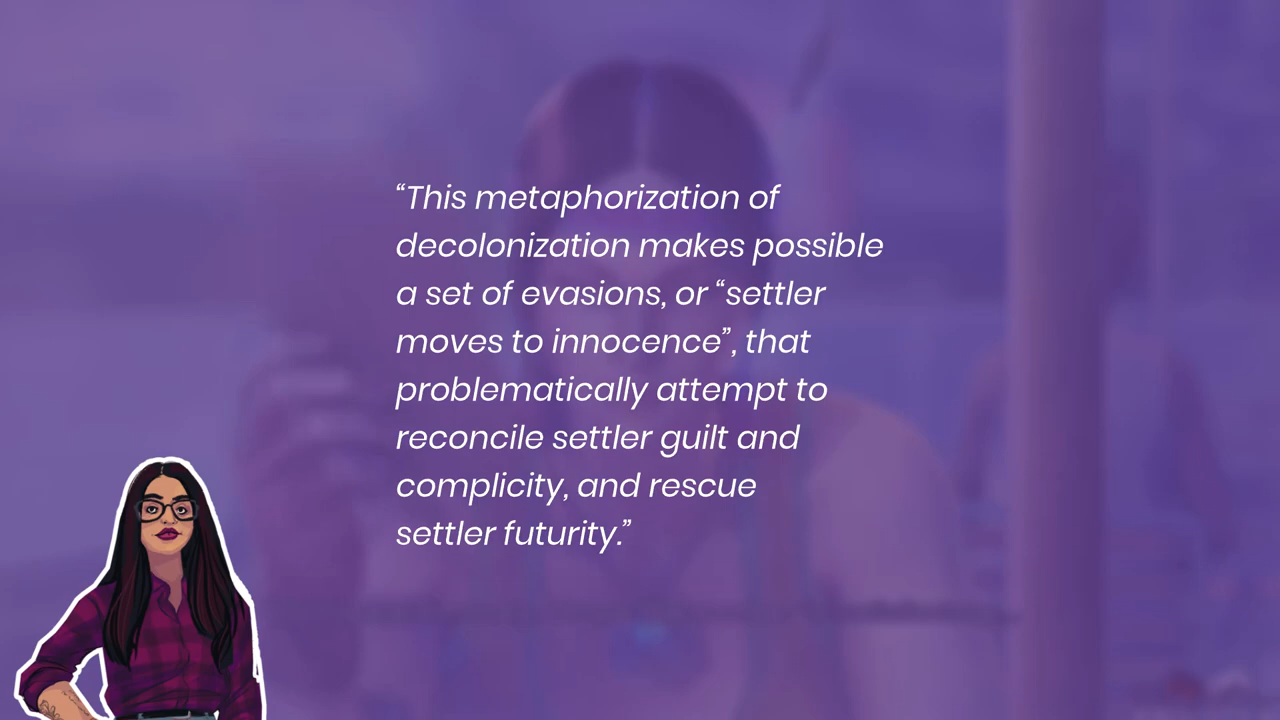 “This metaphorization of
decolonization makes possible
a set of evasions, or “settler
moves to innocence”, that
problematically attempt to
reconcile settler guilt and
complicity, and rescue
settler futurity.”